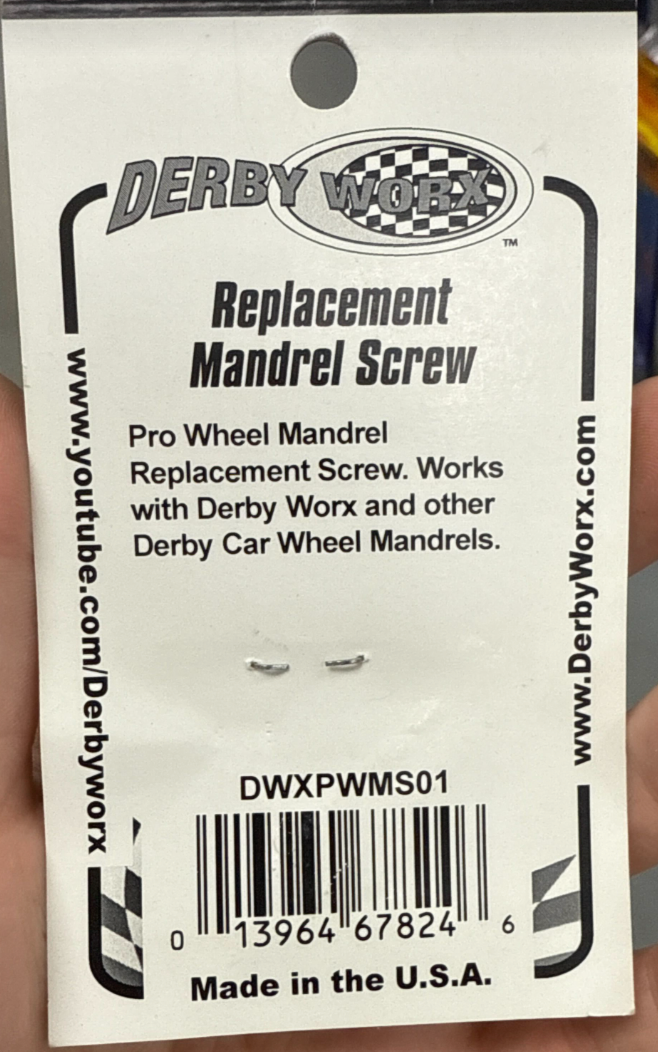 DERBY WORX
TM
Replacement
Mandrel Screw
Pro Wheel Mandrel
Replacement Screw. Works
with Derby Worx and other
Derby Car Wheel Mandrels.
www.youtube.com/Derbyworx
www.DerbyWorx.com
DWXPWMS01
0 13964 67824 6
Made in the U.S.A.